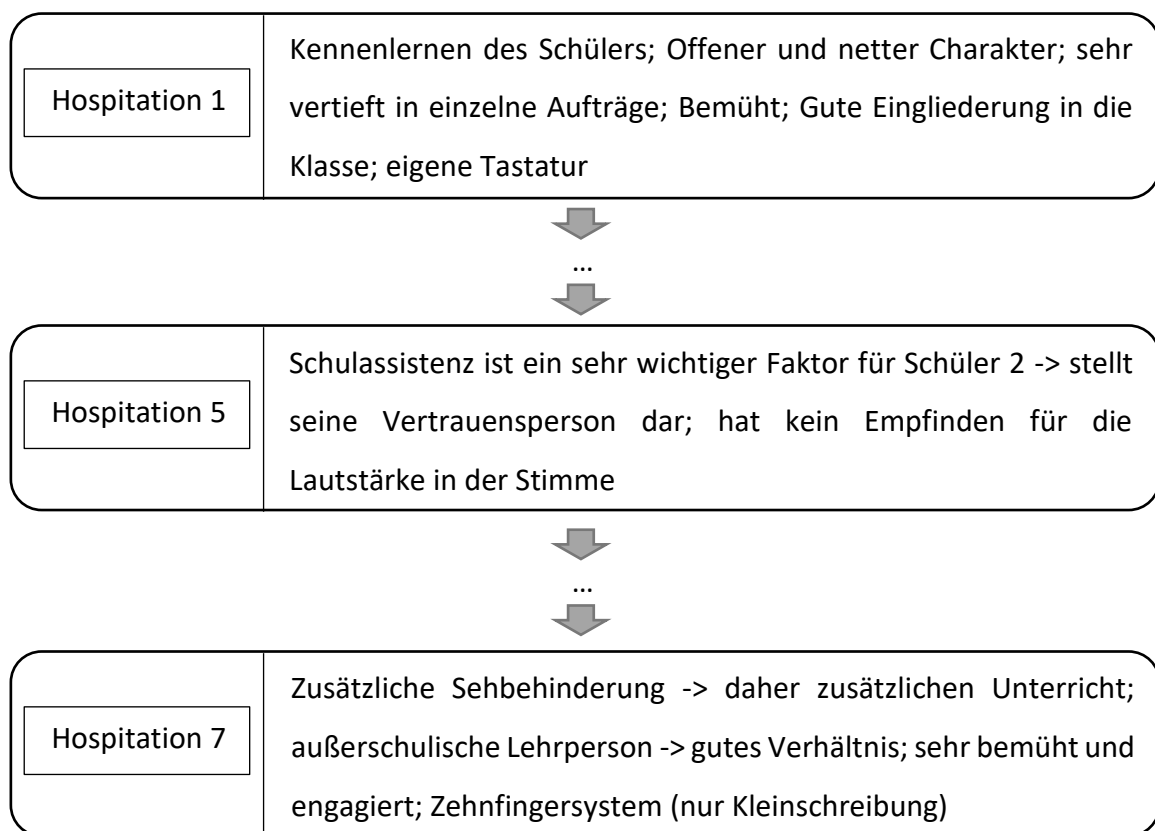 Hospitation 1
Kennenlernen des Schülers; Offener und netter Charakter; sehr
vertieft in einzelne Aufträge; Bemüht; Gute Eingliederung in die
Klasse; eigene Tastatur
...
Hospitation 5
Schulassistenz ist ein sehr wichtiger Faktor für Schüler 2 -> stellt
seine Vertrauensperson dar; hat kein Empfinden für die
Lautstärke in der Stimme
...
Hospitation 7
Zusätzliche Sehbehinderung -> daher zusätzlichen Unterricht;
außerschulische Lehrperson -> gutes Verhältnis; sehr bemüht und
engagiert; Zehnfingersystem (nur Kleinschreibung)